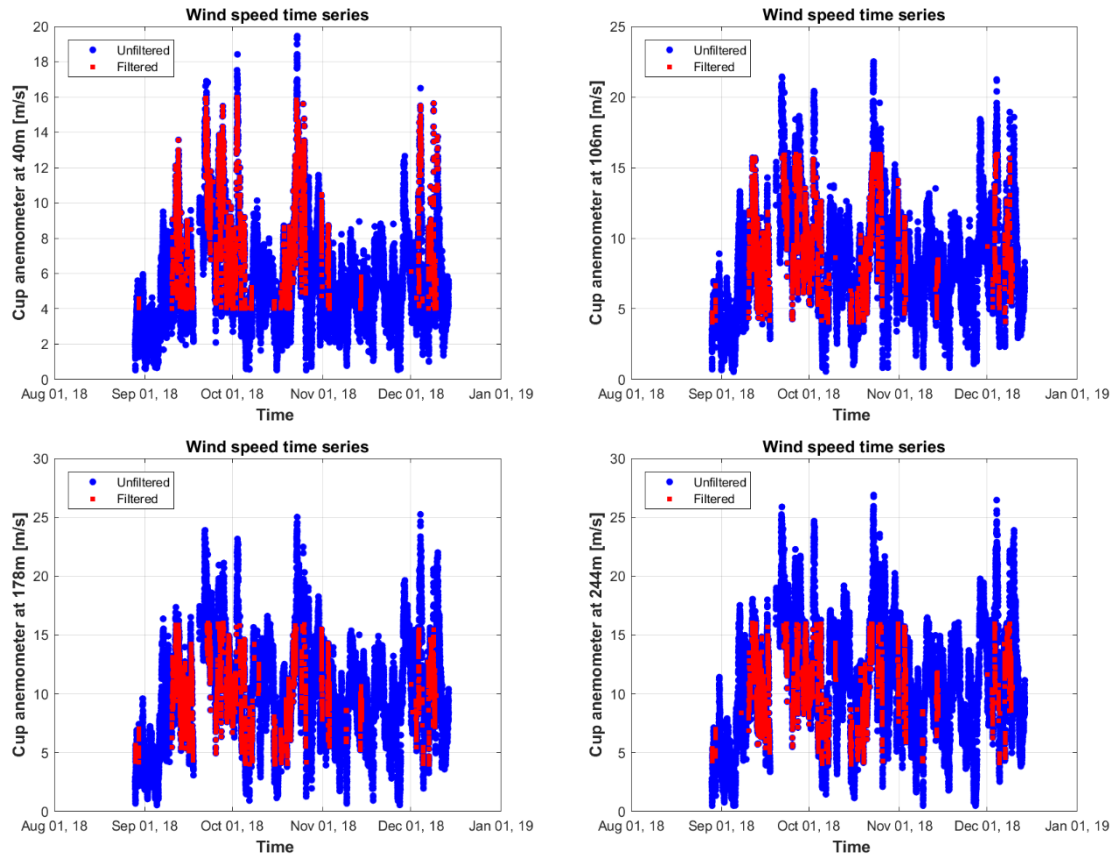 Wind speed time series
Unfiltered
Filtered
Cup anemometer at 40m [m/s]
20
18
16
14
12
10
8
6
4
2
0
Aug 01, 18
Sep 01, 18
Oct 01, 18
Nov 01, 18
Dec 01, 18
Jan 01, 19
Time
Wind speed time series
Unfiltered
Filtered
Cup anemometer at 106m [m/s]
25
20
15
10
5
0
Aug 01, 18
Sep 01, 18
Oct 01, 18
Nov 01, 18
Dec 01, 18
Jan 01, 19
Time
Wind speed time series
Unfiltered
Filtered
Cup anemometer at 178m [m/s]
30
25
20
15
10
5
0
Aug 01, 18
Sep 01, 18
Oct 01, 18
Nov 01, 18
Dec 01, 18
Jan 01, 19
Time
Wind speed time series
Unfiltered
Filtered
Cup anemometer at 244m [m/s]
30
25
20
15
10
5
0
Aug 01, 18
Sep 01, 18
Oct 01, 18
Nov 01, 18
Dec 01, 18
Jan 01, 19
Time